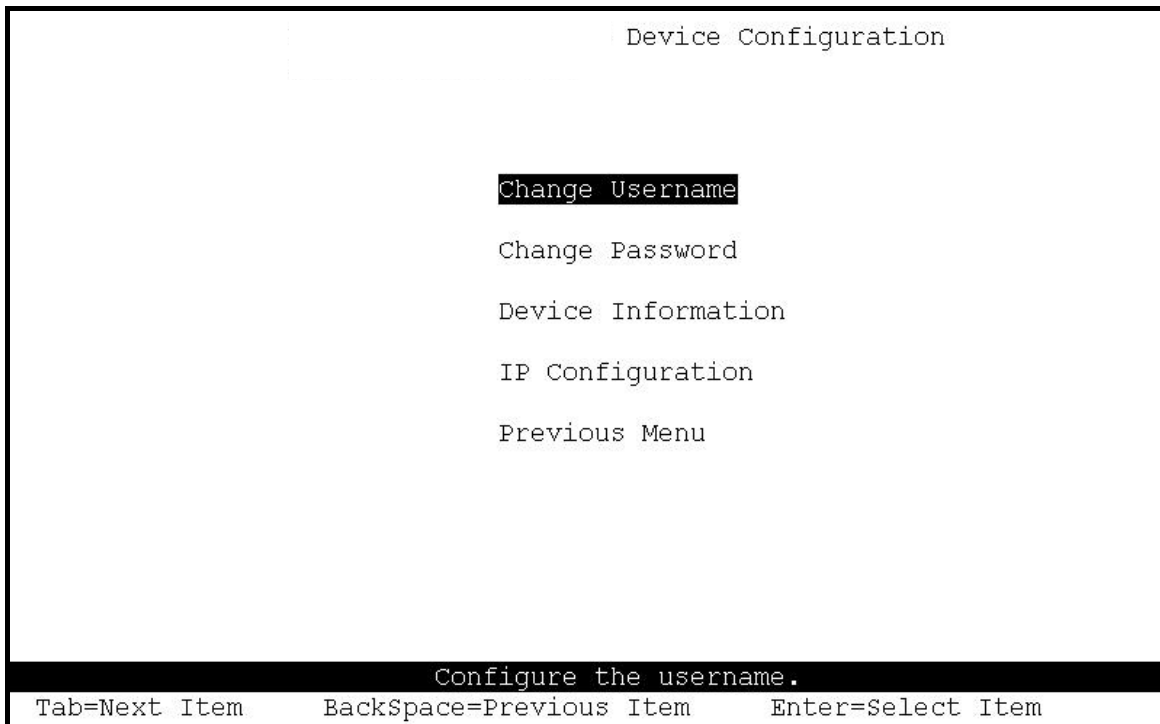 Device Configuration
Change Username
Change Password
Device Information
IP Configuration
Previous Menu
Configure the username.
Tab=Next Item BackSpace=Previous Item Enter=Select Item